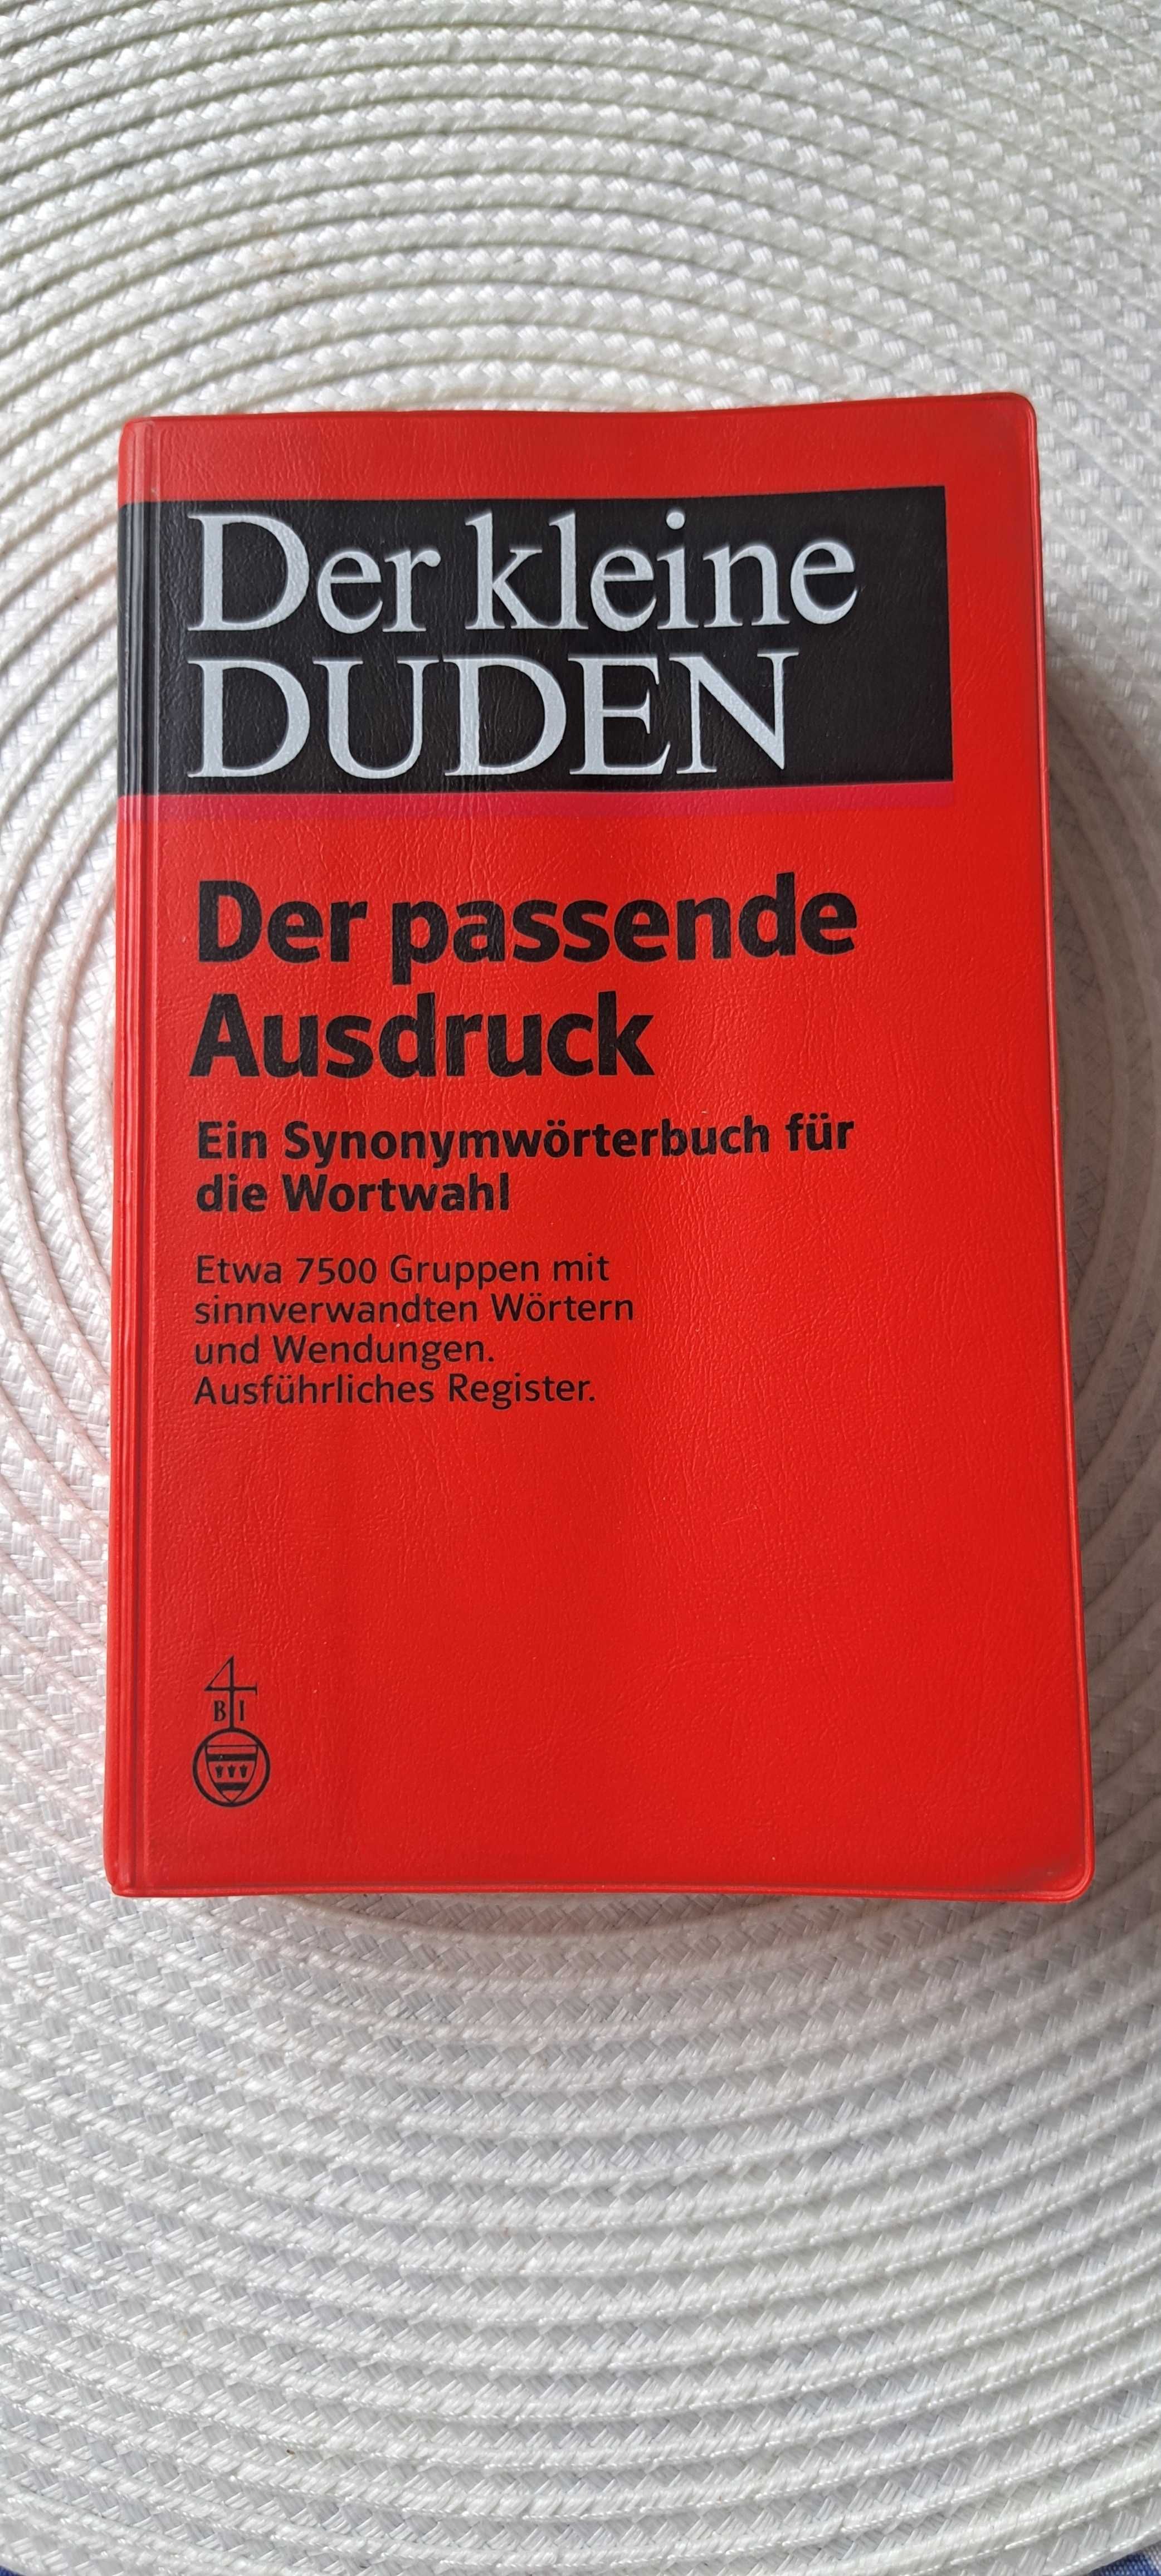 Der kleine
DUDEN
Der passende
Ausdruck
Ein Synonymwörterbuch für
die Wortwahl
Etwa 7500 Gruppen mit
sinnverwandten Wörtern
und Wendungen.
Ausführliches Register.
B I